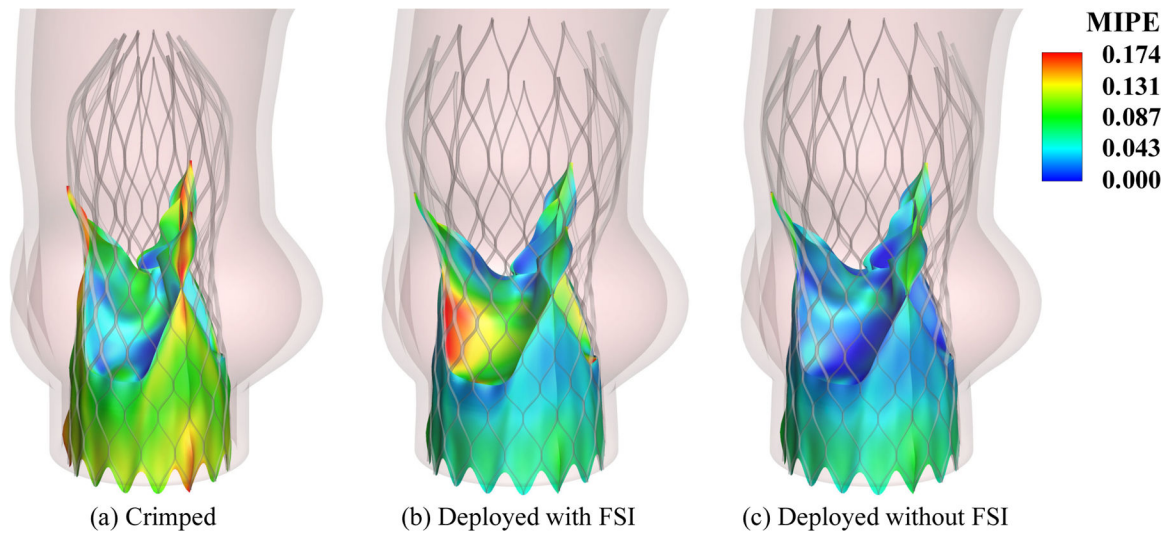 MIPE
0.174
0.131
0.087
0.043
0.000
(a) Crimped
(b) Deployed with FSI
(c) Deployed without FSI